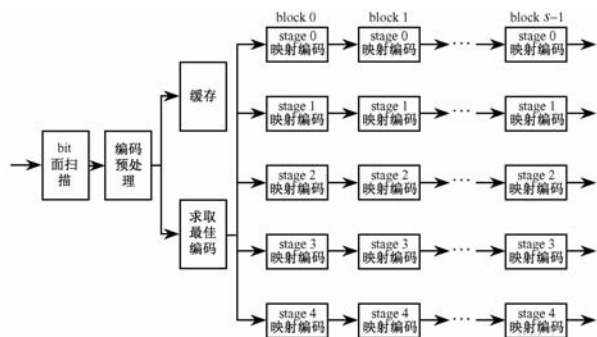 block 0 block 1 block s-1
stage 0 stage 0 ··· stage 0
映射编码 映射编码 映射编码
缓存
stage 1 stage 1 ··· stage 1
映射编码 映射编码 映射编码
bit
面扫
描
编码
预处
理
stage 2 stage 2 ··· stage 2
映射编码 映射编码 映射编码
求取
最佳
编码
stage 3 stage 3 ··· stage 3
映射编码 映射编码 映射编码
stage 4 stage 4 ··· stage 4
映射编码 映射编码 映射编码